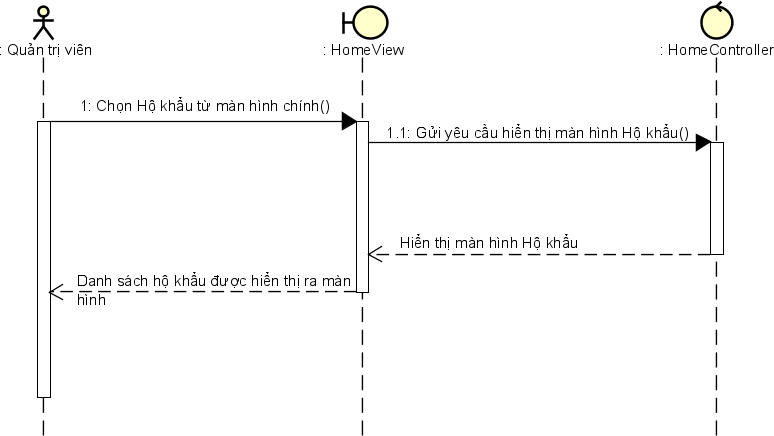 : Quản trị viên
: HomeView
: HomeController
1: Chọn Hộ khẩu từ màn hình chính()
1.1: Gửi yêu cầu hiển thị màn hình Hộ khẩu()
Hiển thị màn hình Hộ khẩu
Danh sách hộ khẩu được hiển thị ra màn
hình